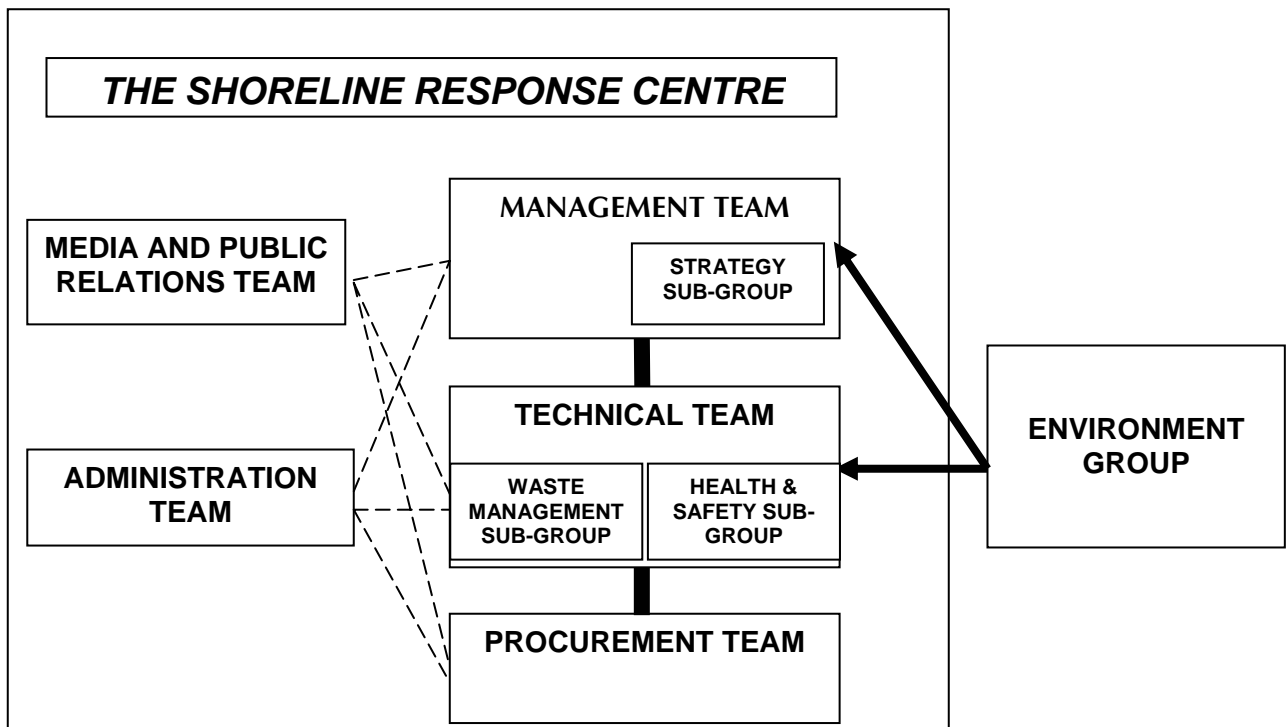 THE SHORELINE RESPONSE CENTRE
MANAGEMENT TEAM
STRATEGY
SUB-GROUP
MEDIA AND PUBLIC
RELATIONS TEAM
TECHNICAL TEAM
WASTE
MANAGEMENT
SUB-GROUP
HEALTH &
SAFETY SUB-
GROUP
ADMINISTRATION
TEAM
PROCUREMENT TEAM
ENVIRONMENT
GROUP